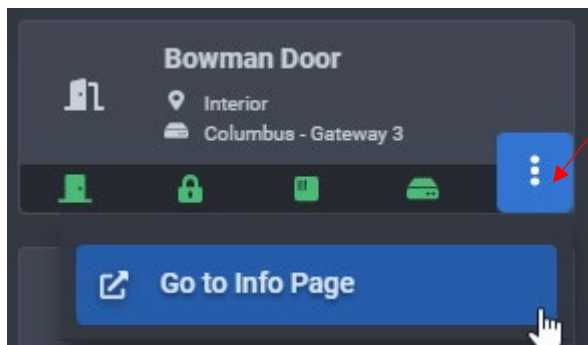 Bowman Door
Interior
Columbus - Gateway 3
Go to Info Page